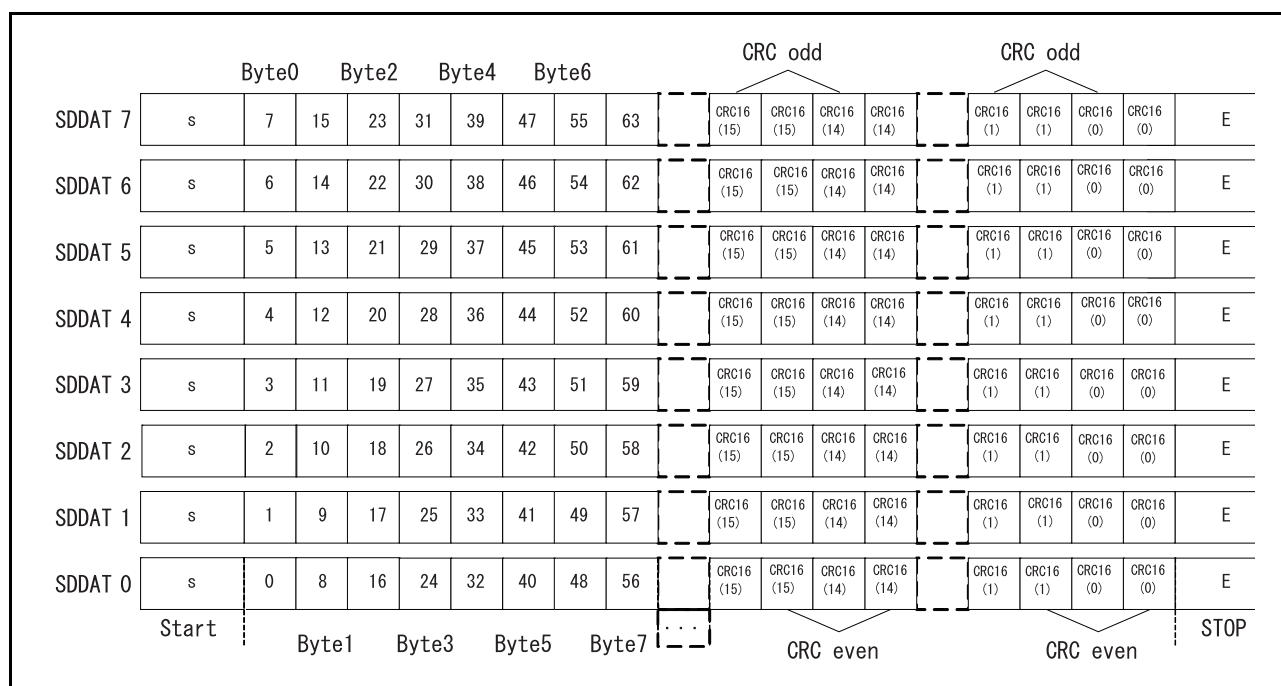 CRC odd CRC odd
Byte0 Byte2 Byte4 Byte6
SDDAT 7 s 7 15 23 31 39 47 55 63 CRC16 (15) CRC16 (15) CRC16 (14) CRC16 (14) CRC16 (1) CRC16 (1) CRC16 (0) CRC16 (0) E
SDDAT 6 s 6 14 22 30 38 46 54 62 CRC16 (15) CRC16 (15) CRC16 (14) CRC16 (14) CRC16 (1) CRC16 (1) CRC16 (0) CRC16 (0) E
SDDAT 5 s 5 13 21 29 37 45 53 61 CRC16 (15) CRC16 (15) CRC16 (14) CRC16 (14) CRC16 (1) CRC16 (1) CRC16 (0) CRC16 (0) E
SDDAT 4 s 4 12 20 28 36 44 52 60 CRC16 (15) CRC16 (15) CRC16 (14) CRC16 (14) CRC16 (1) CRC16 (1) CRC16 (0) CRC16 (0) E
SDDAT 3 s 3 11 19 27 35 43 51 59 CRC16 (15) CRC16 (15) CRC16 (14) CRC16 (14) CRC16 (1) CRC16 (1) CRC16 (0) CRC16 (0) E
SDDAT 2 s 2 10 18 26 34 42 50 58 CRC16 (15) CRC16 (15) CRC16 (14) CRC16 (14) CRC16 (1) CRC16 (1) CRC16 (0) CRC16 (0) E
SDDAT 1 s 1 9 17 25 33 41 49 57 CRC16 (15) CRC16 (15) CRC16 (14) CRC16 (14) CRC16 (1) CRC16 (1) CRC16 (0) CRC16 (0) E
SDDAT 0 s 0 8 16 24 32 40 48 56 CRC16 (15) CRC16 (15) CRC16 (14) CRC16 (14) CRC16 (1) CRC16 (1) CRC16 (0) CRC16 (0) E
Start ... STOP
Byte1 Byte3 Byte5 Byte7 CRC even CRC even